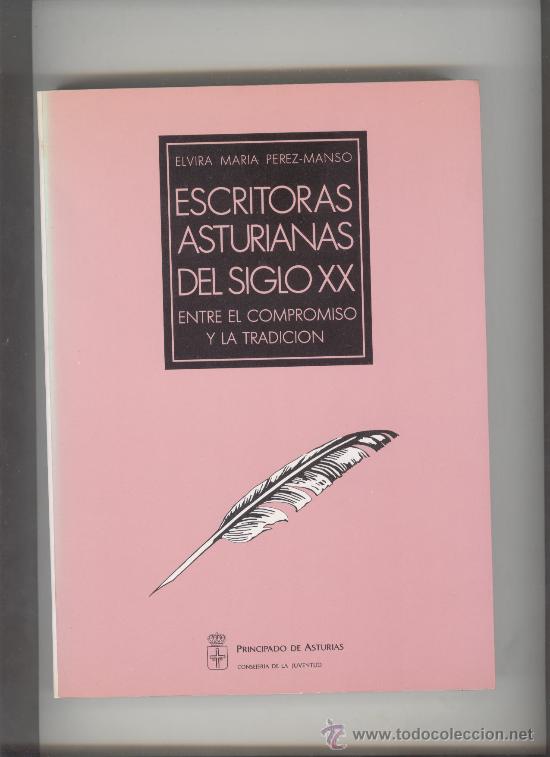 ELVIRA MARIA PEREZ-MANSO
ESCRITORAS
ASTURIANAS
DEL SIGLO XX
ENTRE EL COMPROMISO
Y LA TRADICION
PRINCIPADO DE ASTURIAS
CONSEJERIA DE LA JUVENTUD
www.todocoleccion.net